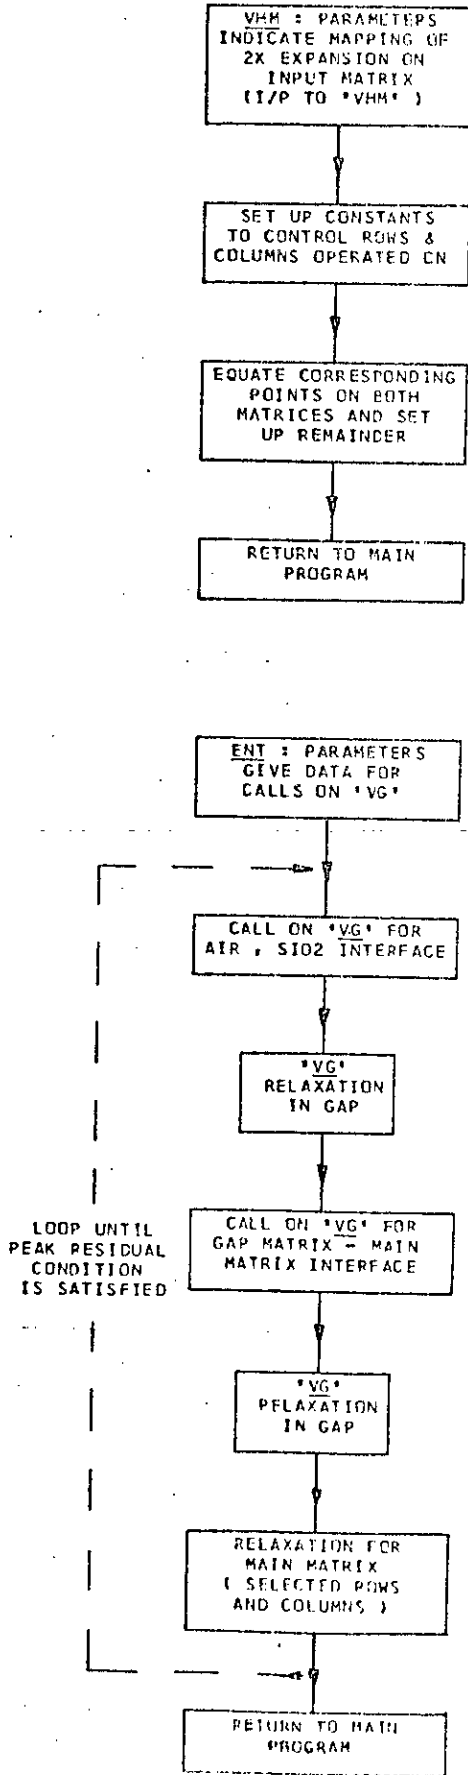 VHM : PARAMETERS
INDICATE MAPPING OF
2X EXPANSION ON
INPUT MATRIX
(I/P TO "VHM" )
SET UP CONSTANTS
TO CONTROL ROWS &
COLUMNS OPERATED ON
EQUATE CORRESPONDING
POINTS ON BOTH
MATRICES AND SET
UP REMAINDER
RETURN TO MAIN
PROGRAM
ENT : PARAMETERS
GIVE DATA FOR
CALLS ON "VG"
CALL ON "VG" FOR
AIR , SIO2 INTERFACE
"VG"
RELAXATION
IN GAP
CALL ON "VG" FOR
GAP MATRIX - MAIN
MATRIX INTERFACE
"VG"
RELAXATION
IN GAP
LOOP UNTIL
PEAK RESIDUAL
CONDITION
IS SATISFIED
RELAXATION FOR
MAIN MATRIX
( SELECTED ROWS
AND COLUMNS )
RETURN TO MAIN
PROGRAM